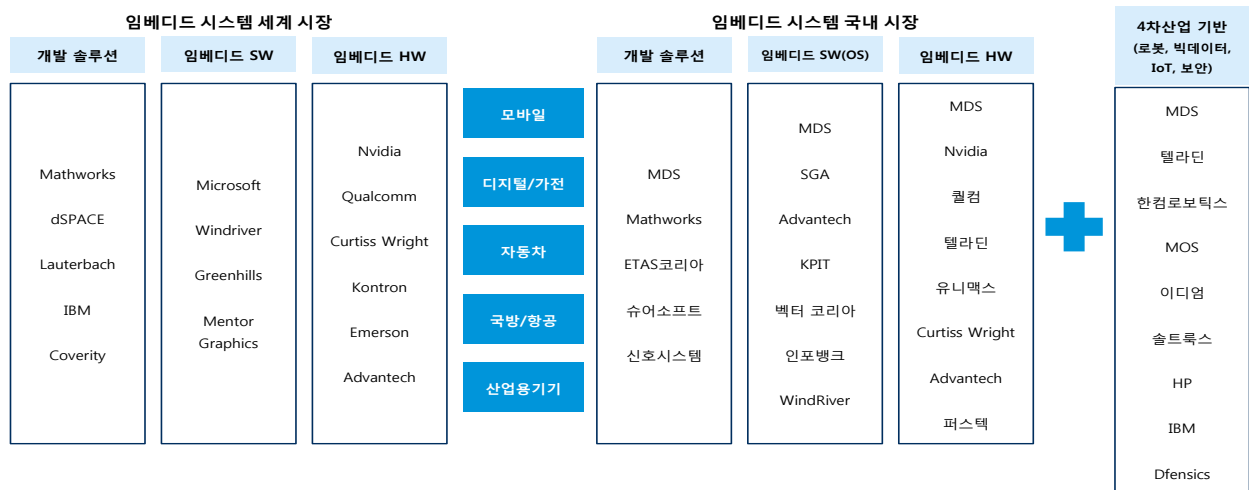 임베디드 시스템 세계 시장
개발 솔루션
Mathworks
dSPACE
Lauterbach
IBM
Coverity
임베디드 SW
Microsoft
Windriver
Greenhills
Mentor
Graphics
임베디드 HW
Nvidia
Qualcomm
Curtiss Wright
Kontron
Emerson
Advantech
모바일
디지털/가전
자동차
국방/항공
산업용기기
임베디드 시스템 국내 시장
개발 솔루션
MDS
Mathworks
ETAS코리아
슈어소프트
신호시스템
임베디드 SW(OS)
MDS
SGA
Advantech
KPIT
벡터 코리아
인포뱅크
WindRiver
임베디드 HW
MDS
Nvidia
퀄컴
텔라딘
유니맥스
Curtiss Wright
Advantech
퍼스텍
4차산업 기반
(로봇, 빅데이터,
IoT, 보안)
MDS
텔라딘
한컴로보틱스
MOS
이디엄
솔트룩스
HP
IBM
Dfensics